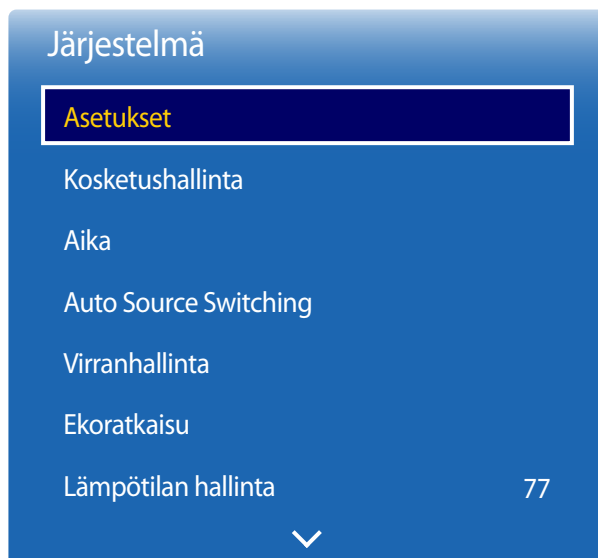 Järjestelmä
Asetukset
Kosketushallinta
Aika
Auto Source Switching
Virranhallinta
Ekoratkaisu
Lämpötilan hallinta 77